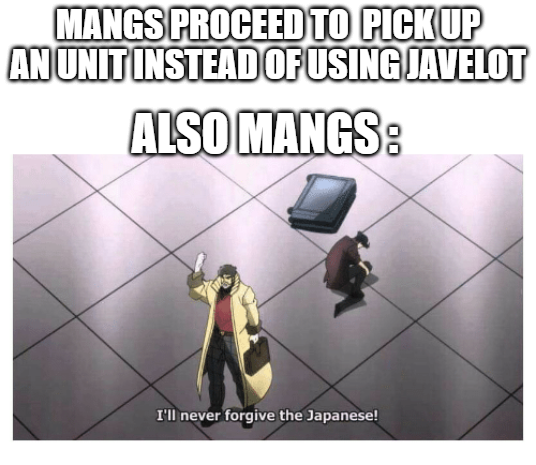 MANGS PROCEED TO PICK UP
AN UNIT INSTEAD OF USING JAVELOT
ALSO MANGS :
I'll never forgive the Japanese!